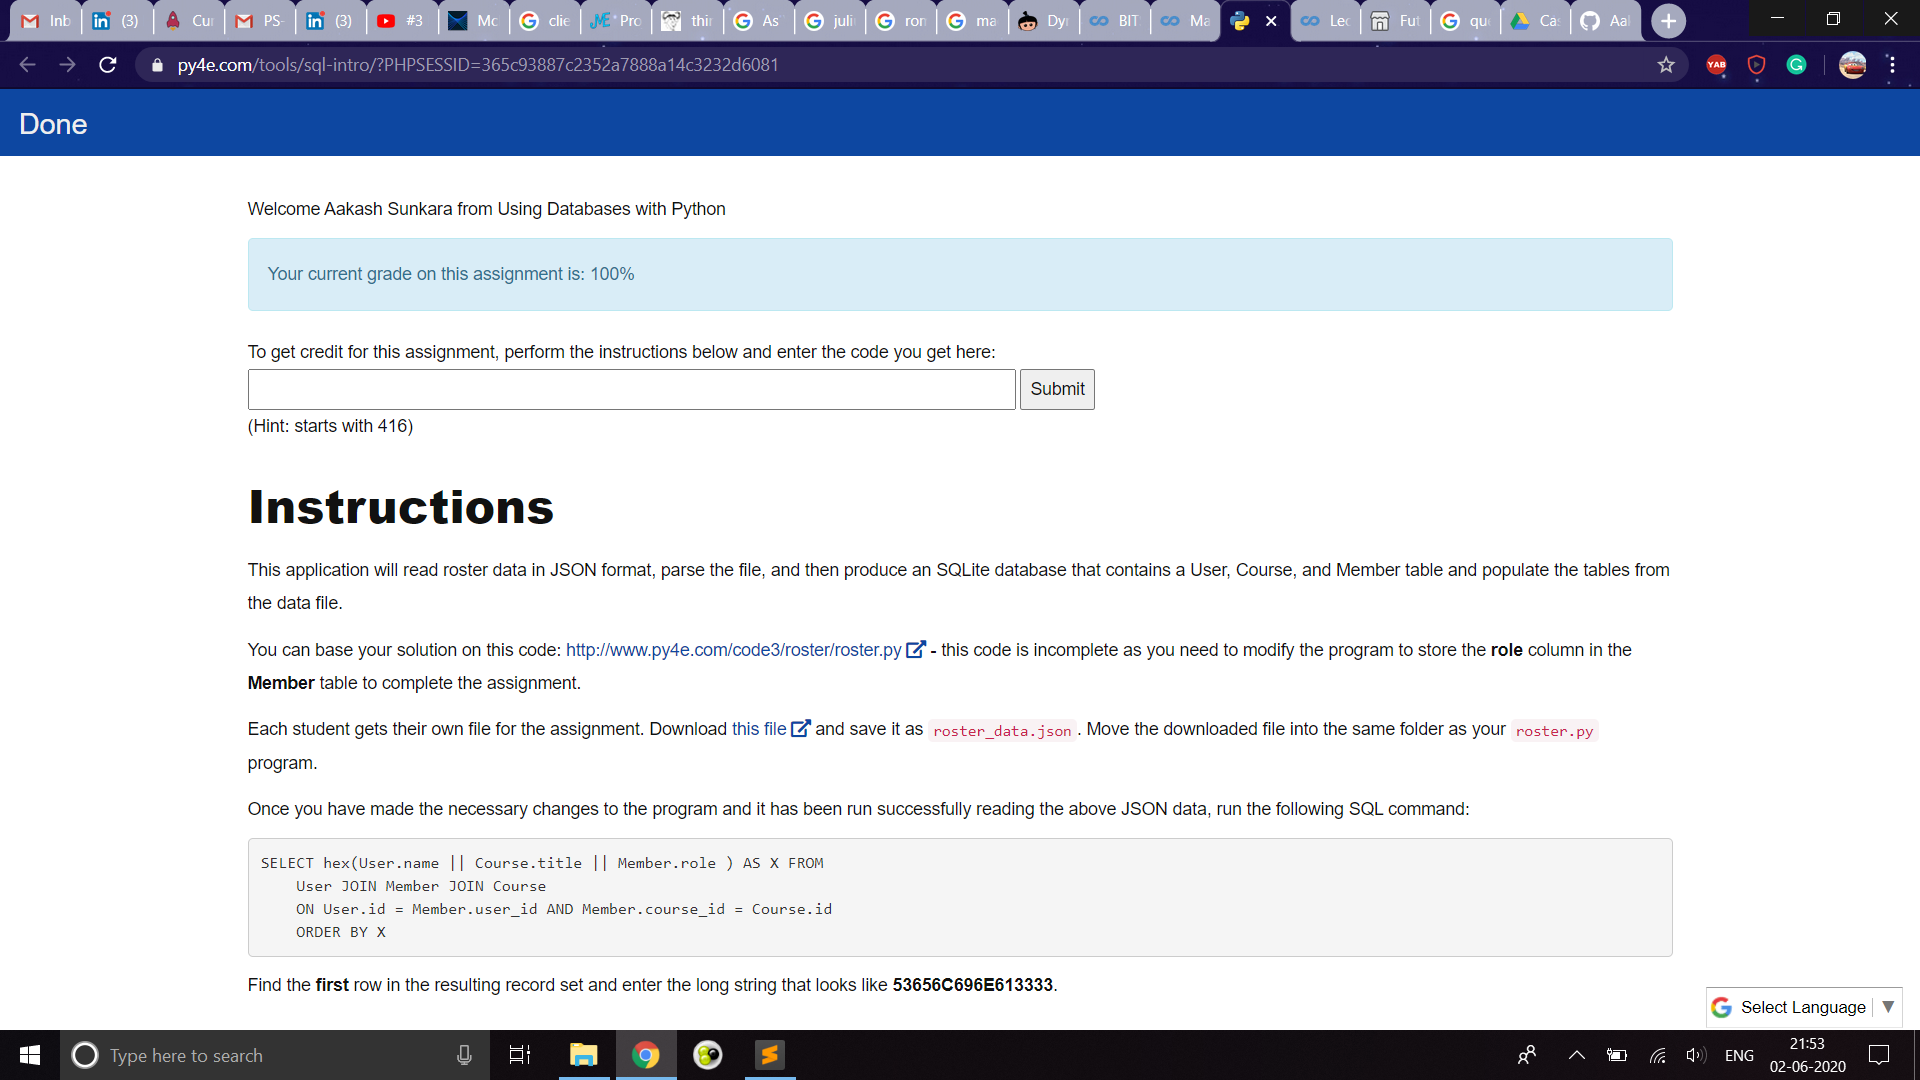 Inb (3) Cur PS- (3) #3 Mc clie Pro thir As juli ror ma Dyr BIT Ma Lec Fut qu Ca Aal
py4e.com/tools/sql-intro/?PHPSESSID=365c93887c2352a7888a14c3232d6081
YAB
Done
Welcome Aakash Sunkara from Using Databases with Python
Your current grade on this assignment is: 100%
To get credit for this assignment, perform the instructions below and enter the code you get here:
Submit
(Hint: starts with 416)
Instructions
This application will read roster data in JSON format, parse the file, and then produce an SQLite database that contains a User, Course, and Member table and populate the tables from
the data file.
You can base your solution on this code: http://www.py4e.com/code3/roster/roster.py - this code is incomplete as you need to modify the program to store the role column in the
Member table to complete the assignment.
Each student gets their own file for the assignment. Download this file and save it as roster_data.json. Move the downloaded file into the same folder as your roster.py
program.
Once you have made the necessary changes to the program and it has been run successfully reading the above JSON data, run the following SQL command:
SELECT hex(User.name || Course.title || Member.role ) AS X FROM
User JOIN Member JOIN Course
ON User.id = Member.user_id AND Member.course_id = Course.id
ORDER BY X
Find the first row in the resulting record set and enter the long string that looks like 53656C696E613333.
Select Language
Type here to search
ENG
21:53
02-06-2020